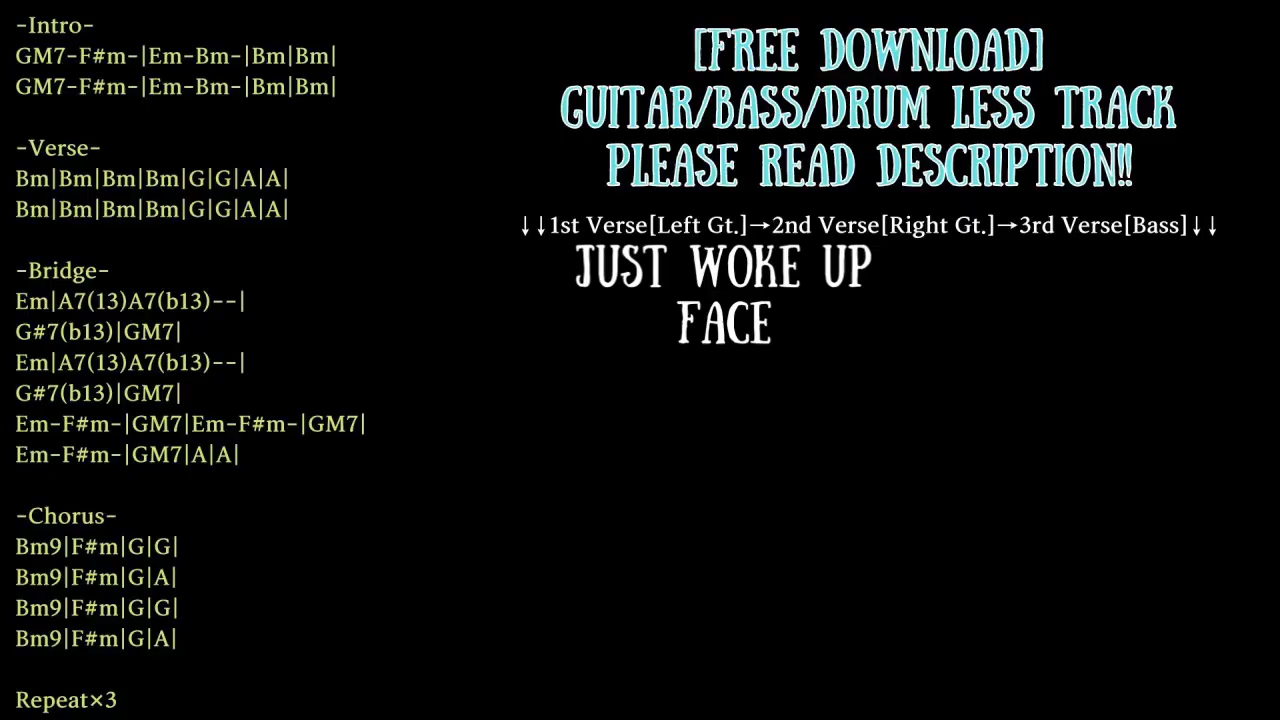 -Intro-
GM7-F#m-|Em-Bm-|Bm|Bm|
GM7-F#m-|Em-Bm-|Bm|Bm|
-Verse-
Bm|Bm|Bm|Bm|G|G|A|A|
Bm|Bm|Bm|Bm|G|G|A|A|
-Bridge-
Em|A7(13)A7(b13)--|
G#7(b13)|GM7|
Em|A7(13)A7(b13)--|
G#7(b13)|GM7|
Em-F#m-|GM7|Em-F#m-|GM7|
Em-F#m-|GM7|A|A|
-Chorus-
Bm9|F#m|G|G|
Bm9|F#m|G|A|
Bm9|F#m|G|G|
Bm9|F#m|G|A|
Repeat×3
[FREE DOWNLOAD]
GUITAR/BASS/DRUM LESS TRACK
PLEASE READ DESCRIPTION!!
↓↓1st Verse[Left Gt.]→2nd Verse[Right Gt.]→3rd Verse[Bass]↓↓
JUST WOKE UP
FACE